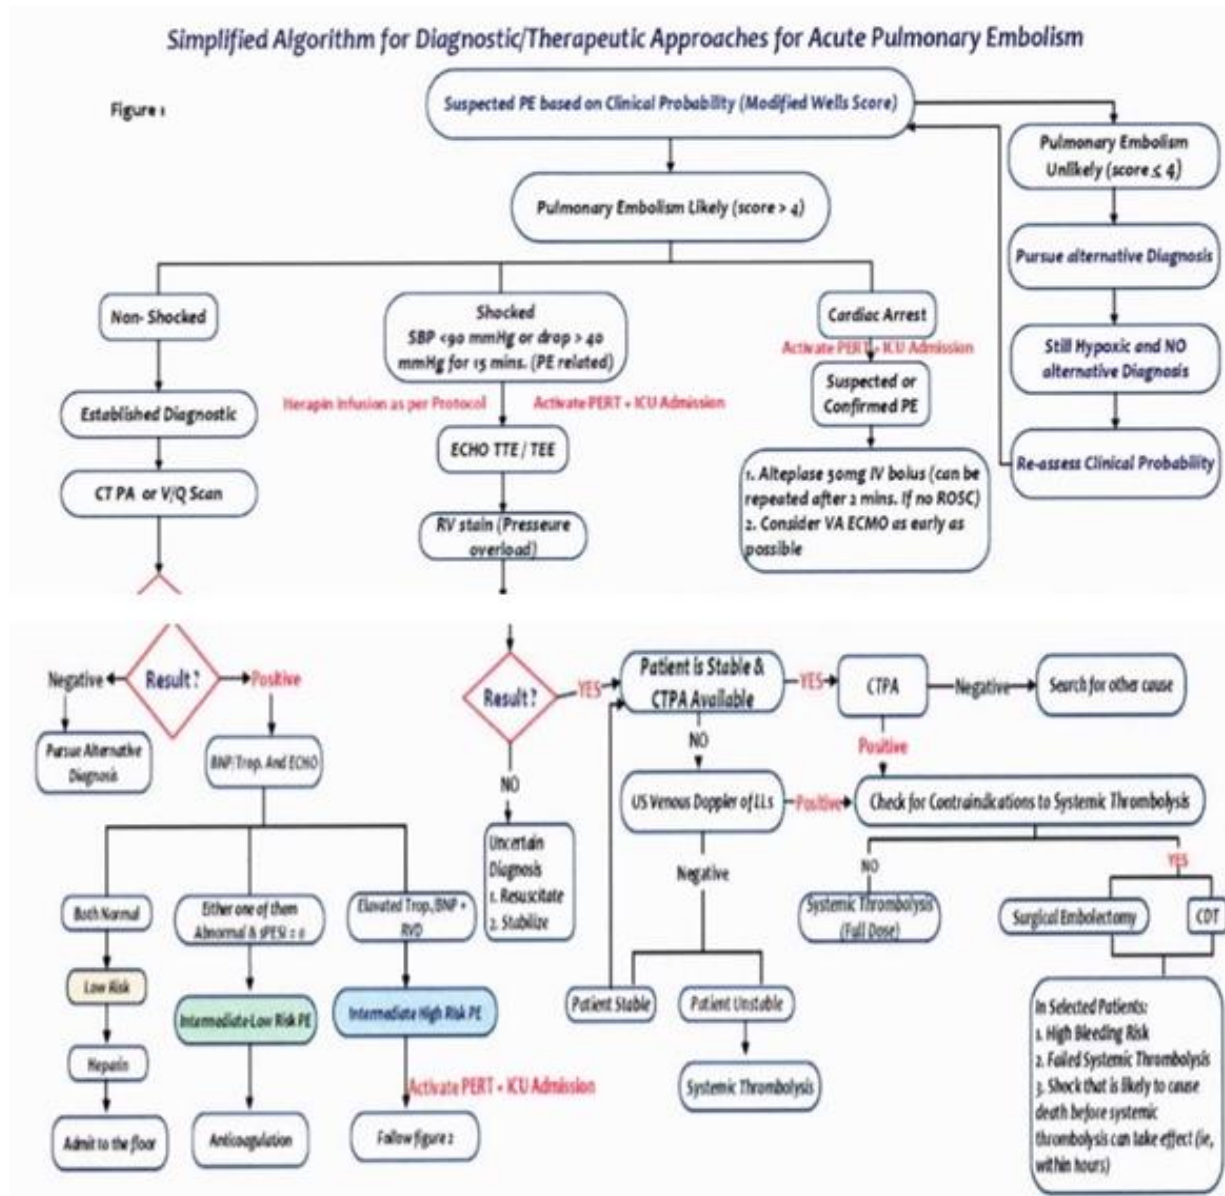 Simplified Algorithm for Diagnostic/Therapeutic Approaches for Acute Pulmonary Embolism
Figure 1
Suspected PE based on Clinical Probability (Modified Wells Score)
Pulmonary Embolism
Unlikely (score ≤ 4)
Pulmonary Embolism Likely (score > 4)
Pursue alternative Diagnosis
Still Hypoxic and NO
alternative Diagnosis
Re-assess Clinical Probability
Non- Shocked
Established Diagnostic
CT PA or V/Q Scan
Shocked
SBP <90 mmHg or drop > 40
mmHg for 15 mins. (PE related)
Herapin Infusion as per Protocol
Activate PERT + ICU Admission
ECHO TTE / TEE
RV stain (Presseure
overload)
Cardiac Arrest
Activate PERT + ICU Admission
Suspected or
Confirmed PE
1. Alteplase 50mg IV bolus (can be
repeated after 2 mins. If no ROSC)
2. Consider VA ECMO as early as
possible
Negative
Result?
Positive
Pursue Alternative
Diagnosis
BNP/Trop. And ECHO
Both Normal
Low Risk
Heparin
Admit to the floor
Either one of them
Abnormal & sPESI ≥
Intermediate-Low Risk PE
Anticoagulation
Elavated Trop., BNP +
RVD
Intermediate High Risk PE
Activate PERT + ICU Admission
Follow figure 2
Result?
YES
NO
Uncertain
Diagnosis
1. Resuscitate
2. Stabilize
Patient is Stable &
CTPA Available
YES
CTPA
Negative
Search for other cause
NO
Positive
US Venous Doppler of LLs
Positive
Check for Contraindications to Systemic Thrombolysis
Negative
Patient Stable
Patient Unstable
Systemic Thrombolysis
NO
Systemic Thrombolysis
(Full Dose)
YES
Surgical Embolectomy
CDT
In Selected Patients:
1. High Bleeding Risk
2. Failed Systemic Thrombolysis
3. Shock that is likely to cause
death before systemic
thrombolysis can take effect (ie,
within hours)